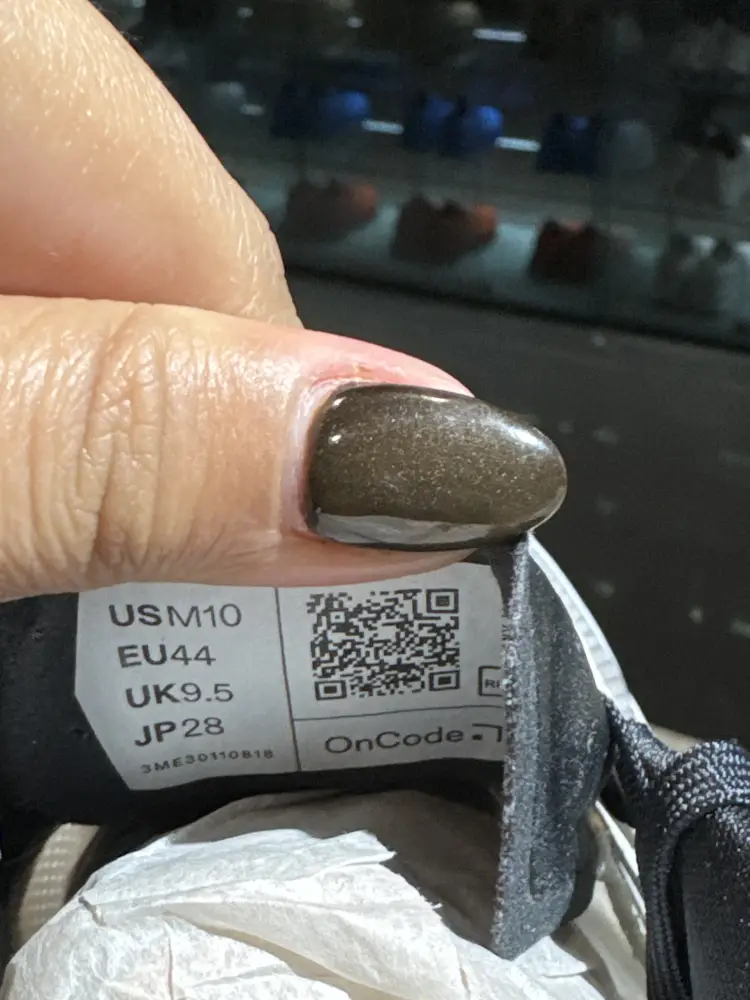 USM10
EU44
UK9.5
JP28
3ME30110818
OnCode